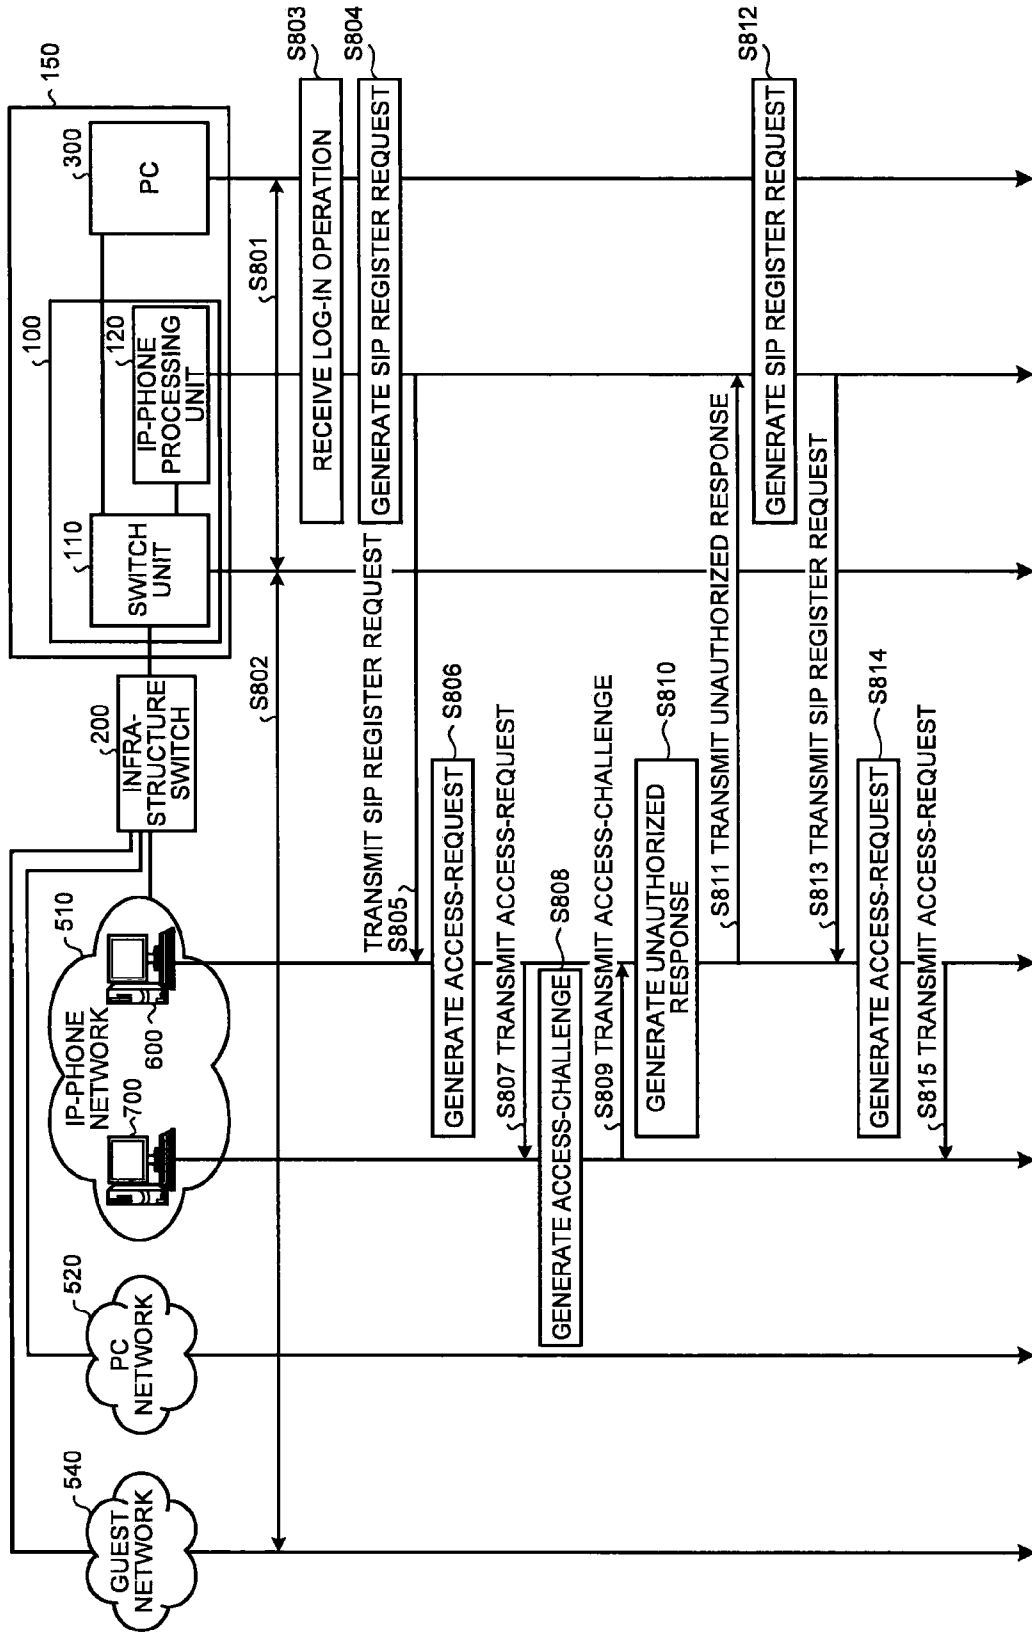 540
GUEST
NETWORK
520
PC
NETWORK
IP-PHONE
NETWORK
510
700
600
200
INFRA-
STRUCTURE
SWITCH
150
100
110
SWITCH
UNIT
120
IP-PHONE
PROCESSING
UNIT
300
PC
S801
S802
RECEIVE LOG-IN OPERATION
S803
GENERATE SIP REGISTER REQUEST
S804
TRANSMIT SIP REGISTER REQUEST
S805
GENERATE ACCESS-REQUEST
S806
S807 TRANSMIT ACCESS-REQUEST
GENERATE ACCESS-CHALLENGE
S808
S809 TRANSMIT ACCESS-CHALLENGE
GENERATE UNAUTHORIZED
RESPONSE
S810
S811 TRANSMIT UNAUTHORIZED RESPONSE
GENERATE SIP REGISTER REQUEST
S812
S813 TRANSMIT SIP REGISTER REQUEST
GENERATE ACCESS-REQUEST
S814
S815 TRANSMIT ACCESS-REQUEST